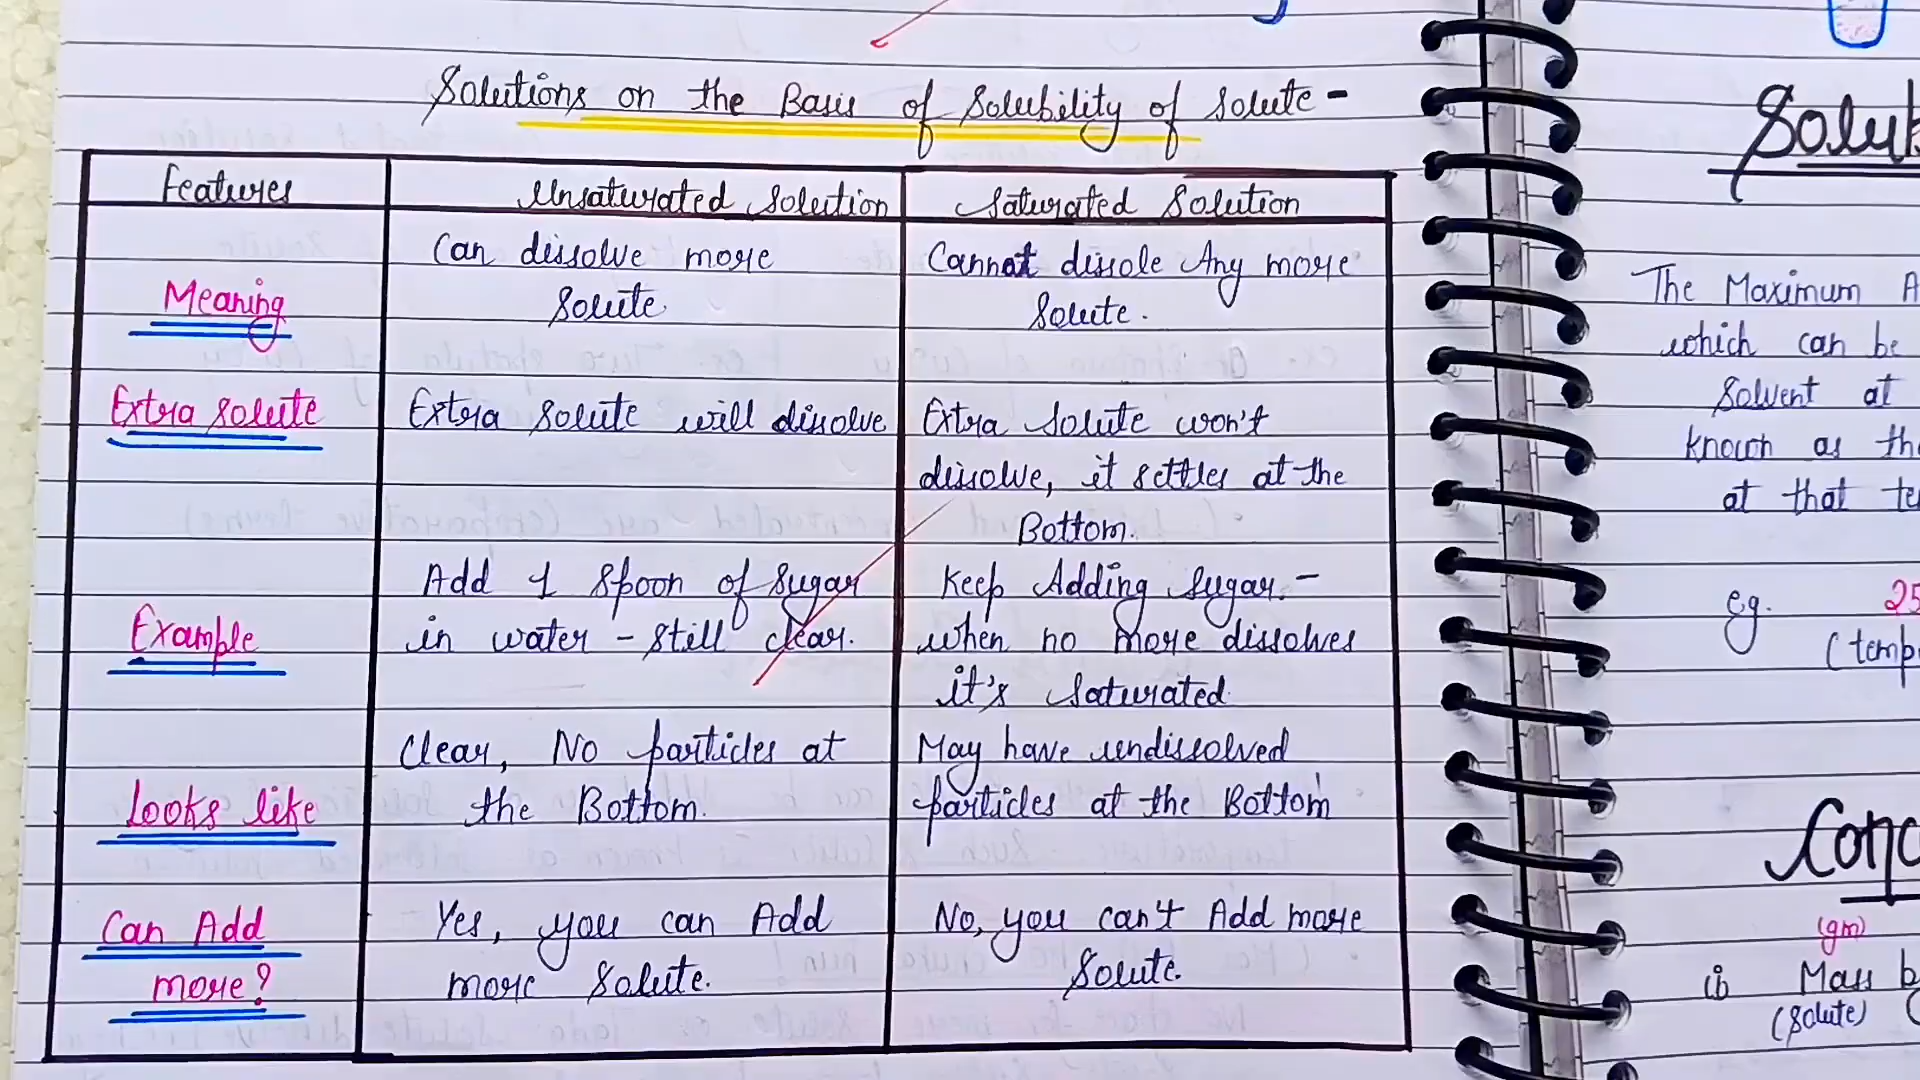 Solutions on the Basis of Solubility of Solute -
Features
Unsaturated Solution
Saturated Solution
Meaning
Can dissolve more
Solute.
Cannot dissole Any more
Solute.
Extra Solute
Extra Solute will dissolve
Extra Solute won't
dissolve, it settles at the
Bottom.
Example
Add 1 Spoon of Sugar
in water - still clear.
Keep Adding Sugar. -
when no more dissolves
it's Saturated
Looks like
Clear, No particles at
the Bottom.
May have undissolved
particles at the Bottom
Can Add
more?
Yes, you can Add
more Solute.
No, you can't Add more
Solute.
The Maximum
which can be
Solvent at
known as
at that
eg. 25
Mass
(Solute)
(gm)